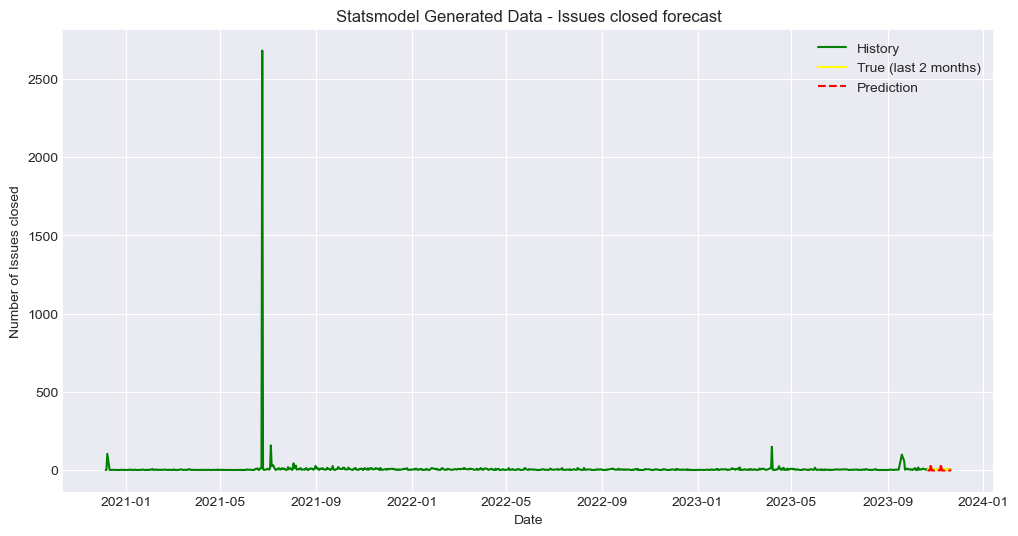 Statsmodel Generated Data - Issues closed forecast
History
True (last 2 months)
Prediction
Number of Issues closed
2500
2000
1500
1000
500
0
2021-01 2021-05 2021-09 2022-01 2022-05 2022-09 2023-01 2023-05 2023-09 2024-01
Date